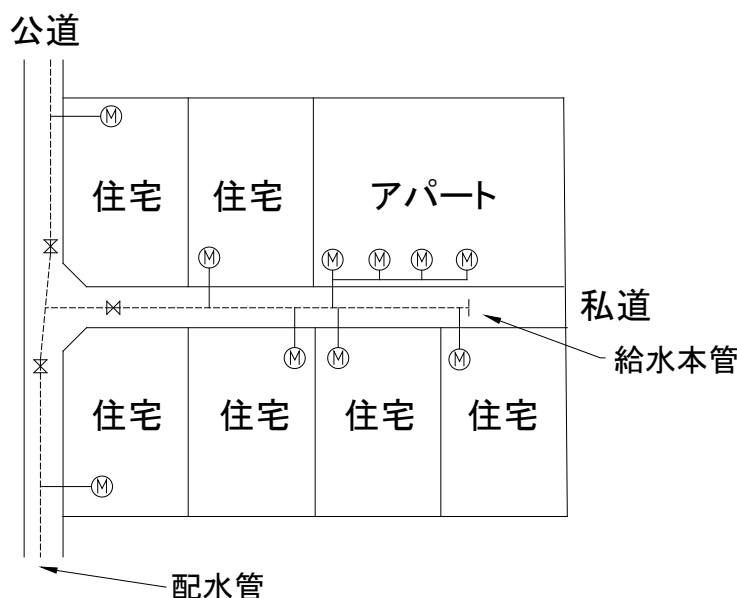 公道
Ⓜ
住宅 住宅 アパート
Ⓜ Ⓜ Ⓜ Ⓜ Ⓜ
私道
Ⓜ Ⓜ Ⓜ
給水本管
住宅 住宅 住宅 住宅
Ⓜ
配水管